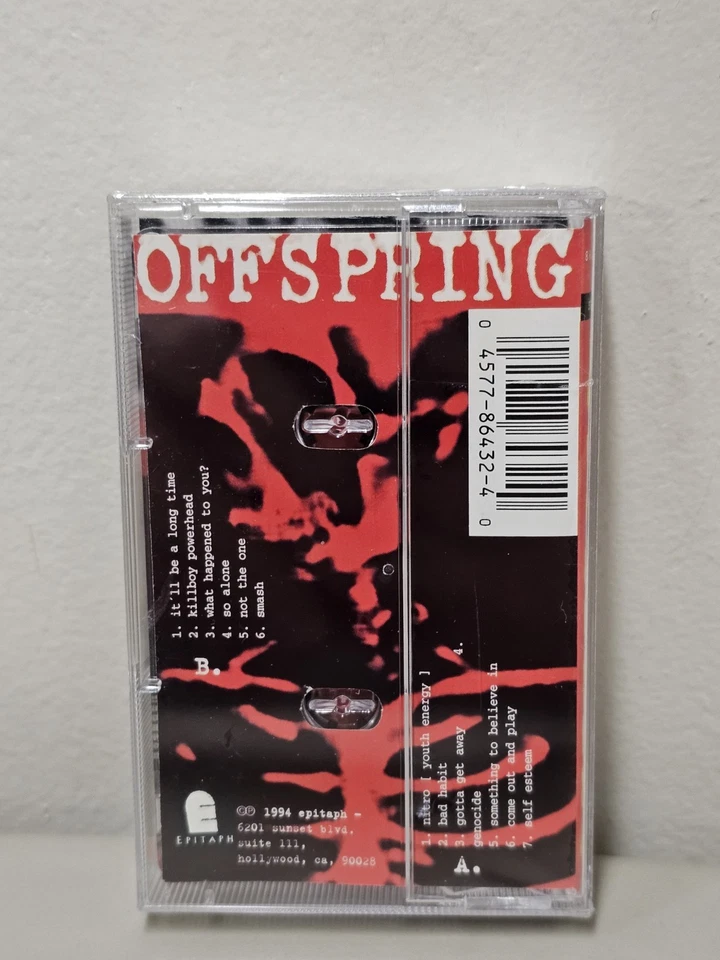 OFFSPRING
0 4577-86432-4 0
1. it'll be a long time
2. killboy powerhead
3. what happened to you?
4. so alone
5. not the one
6. smash
B.
1. nitro [ youth energy ]
2. bad habit
3. gotta get away
4.
genocide
5. something to believe in
6. come out and play
7. self esteem
A.
E
EPITAPH
©℗ 1994 epitaph -
6201 sunset blvd.
suite 111,
hollywood, ca, 90028